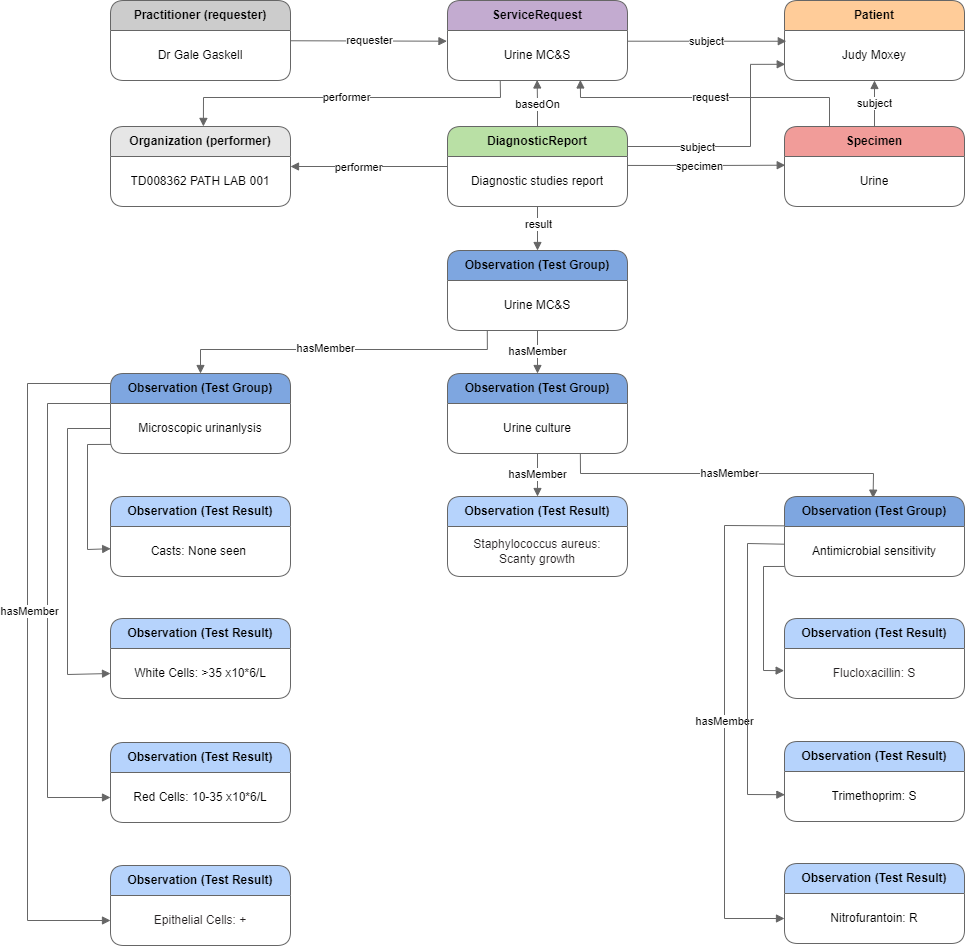 Practitioner (requester)
Dr Gale Gaskell
requester
ServiceRequest
Urine MC&S
subject
Patient
Judy Moxey
performer
basedOn
request
subject
Organization (performer)
TD008362 PATH LAB 001
performer
DiagnosticReport
Diagnostic studies report
subject
specimen
Specimen
Urine
result
Observation (Test Group)
Urine MC&S
hasMember
hasMember
Observation (Test Group)
Microscopic urinanlysis
Observation (Test Group)
Urine culture
hasMember
hasMember
Observation (Test Result)
Casts: None seen
Observation (Test Result)
Staphylococcus aureus:
Scanty growth
Observation (Test Group)
Antimicrobial sensitivity
hasMember
Observation (Test Result)
White Cells: >35 x10*6/L
Observation (Test Result)
Flucloxacillin: S
hasMember
Observation (Test Result)
Red Cells: 10-35 x10*6/L
Observation (Test Result)
Trimethoprim: S
Observation (Test Result)
Epithelial Cells: +
Observation (Test Result)
Nitrofurantoin: R